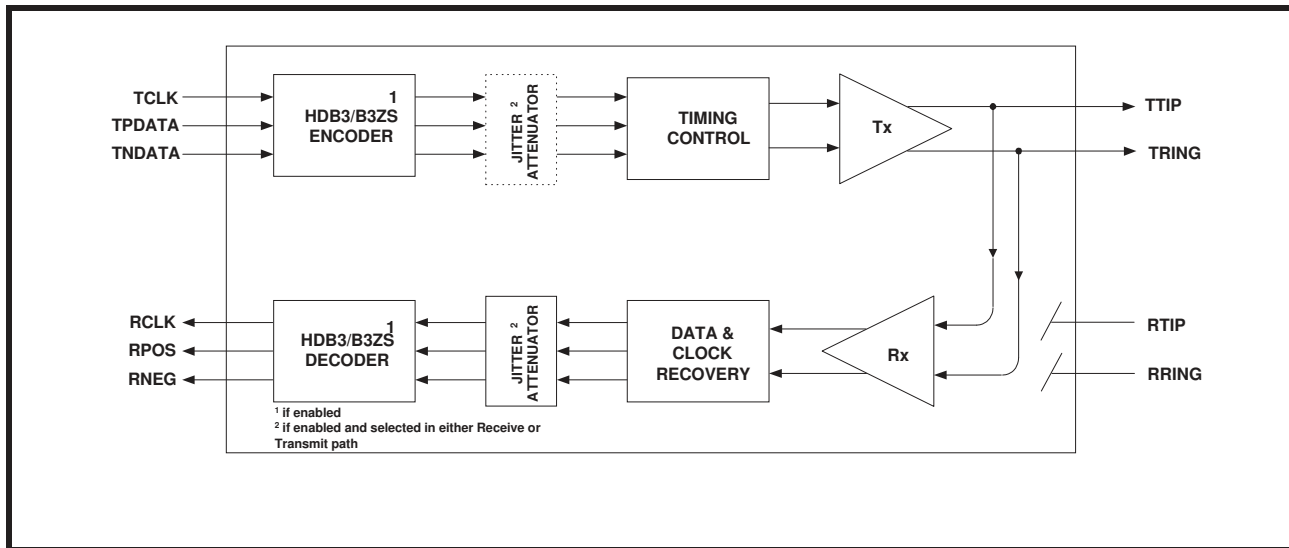 TCLK
TPDATA
TNDATA
1
HDB3/B3ZS
ENCODER
JITTER 2
ATTENUATOR
TIMING
CONTROL
Tx
TTIP
TRING
RCLK
RPOS
RNEG
1
HDB3/B3ZS
DECODER
JITTER 2
ATTENUATOR
DATA &
CLOCK
RECOVERY
Rx
RTIP
RRING
1 if enabled
2 if enabled and selected in either Receive or
Transmit path